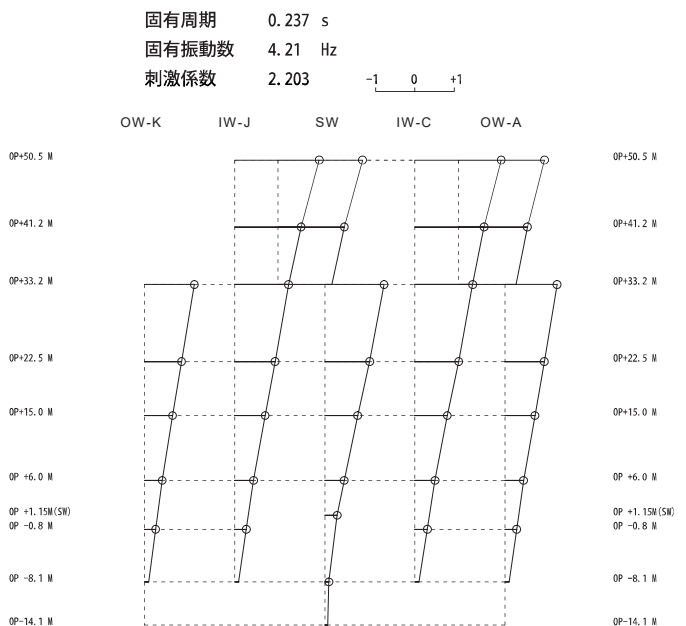 固有周期 0.237 s
固有振動数 4.21 Hz
刺激係数 2.203
-1 0 +1
OW-K IW-J SW IW-C OW-A
OP+50.5 M OP+50.5 M
OP+41.2 M OP+41.2 M
OP+33.2 M OP+33.2 M
OP+22.5 M OP+22.5 M
OP+15.0 M OP+15.0 M
OP +6.0 M OP +6.0 M
OP +1.15M(SW) OP +1.15M(SW)
OP -0.8 M OP -0.8 M
OP -8.1 M OP -8.1 M
OP-14.1 M OP-14.1 M